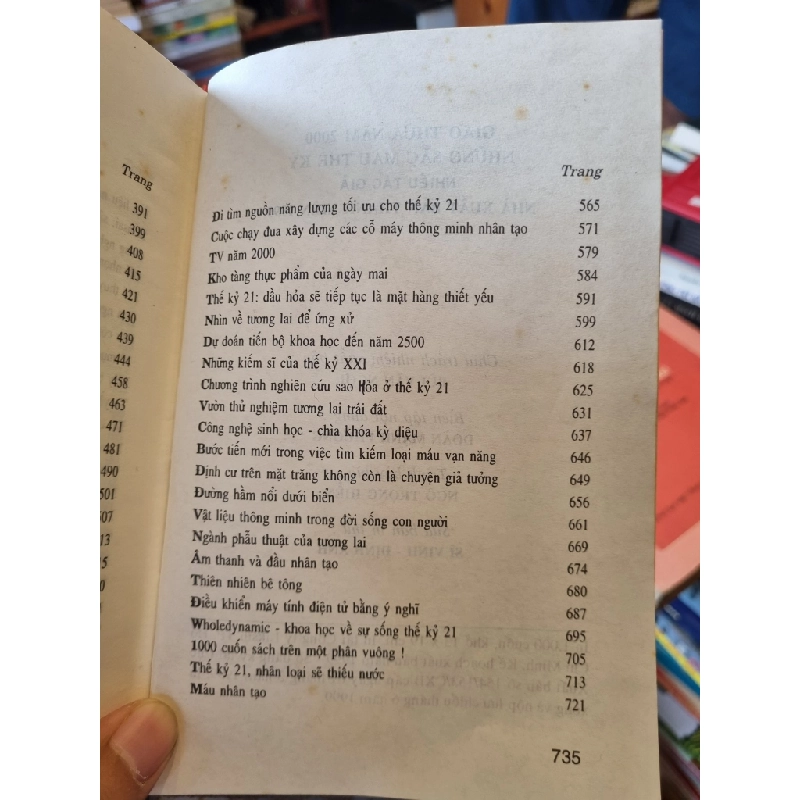 Trang
391
399
408
415
421
430
439
444
458
463
471
481
490
501
507
Trang
Đi tìm nguồn năng lượng tối ưu cho thế kỷ 21 565
Cuộc chạy đua xây dựng các cỗ máy thông minh nhân tạo 571
TV năm 2000 579
Kho tàng thực phẩm của ngày mai 584
Thế kỷ 21: dầu hỏa sẽ tiếp tục là mặt hàng thiết yếu 591
Nhìn về tương lai để ứng xử 599
Dự đoán tiến bộ khoa học đến năm 2500 612
Những kiếm sĩ của thế kỷ XXI 618
Chương trình nghiên cứu sao Hỏa ở thế kỷ 21 625
Vườn thử nghiệm tương lai trái đất 631
Công nghệ sinh học - chìa khóa kỳ diệu 637
Bước tiến mới trong việc tìm kiếm loại máu vạn năng 646
Định cư trên mặt trăng không còn là chuyện giả tưởng 649
Đường hầm nổi dưới biển 656
Vật liệu thông minh trong đời sống con người 661
Ngành phẫu thuật của tương lai 669
Âm thanh và đầu nhân tạo 674
Thiên nhiên bê tông 680
Điều khiển máy tính điện tử bằng ý nghĩ 687
Wholedynamic - khoa học về sự sống thế kỷ 21 695
1000 cuốn sách trên một phân vuông ! 705
Thế kỷ 21, nhân loại sẽ thiếu nước 713
Máu nhân tạo 721
735